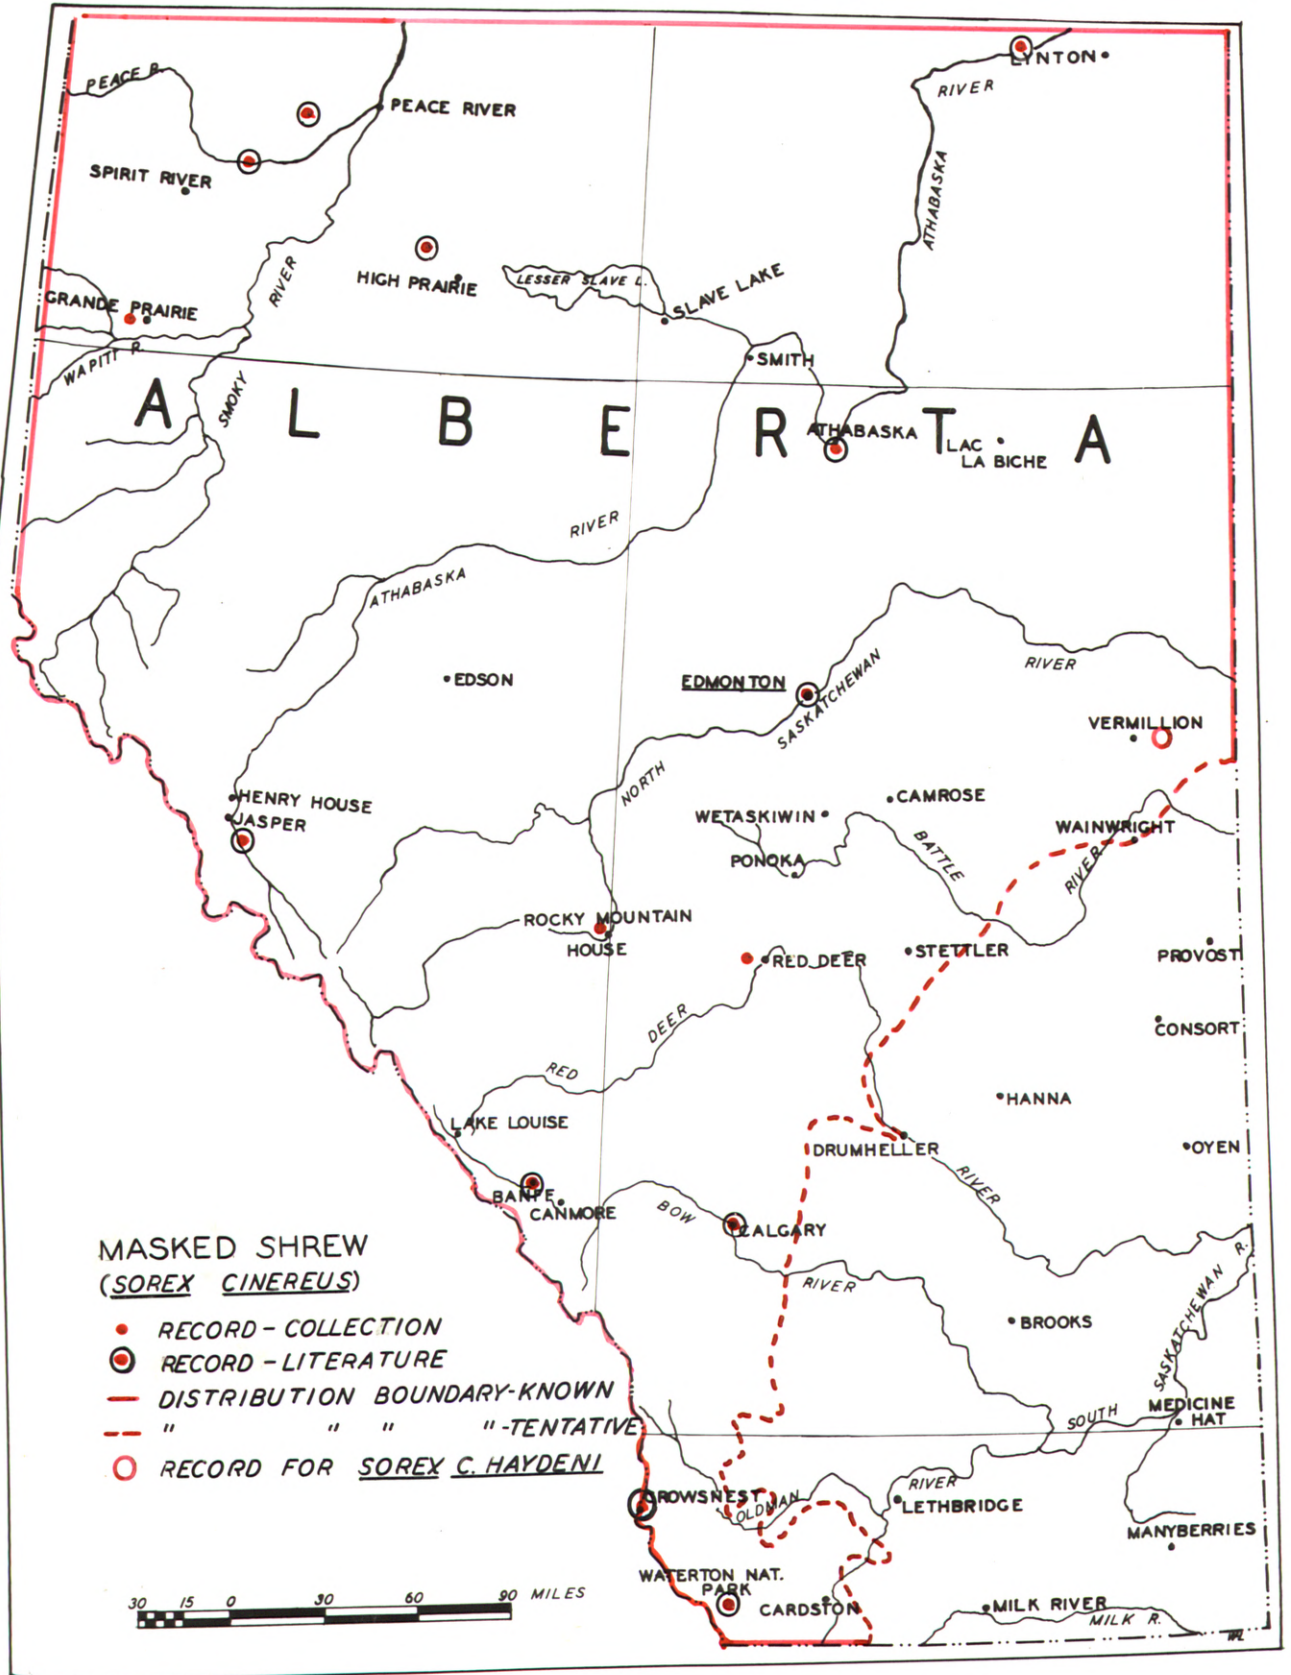 PEACE R.
PEACE RIVER
LYNTON
RIVER
SPIRIT RIVER
ATHABASKA
HIGH PRAIRIE
LESSER SLAVE L.
SLAVE LAKE
RIVER
GRANDE PRAIRIE
WAPITI R.
SMITH
SMOKY
ALBERTA
ATHABASKA
LAC
LA BICHE
RIVER
ATHABASKA
EDSON
EDMONTON
SASKATCHEWAN
RIVER
VERMILLION
NORTH
HENRY HOUSE
JASPER
WETASKIWIN
CAMROSE
WAINWRIGHT
PONOKA
BATTLE
RIVER
ROCKY MOUNTAIN
HOUSE
RED DEER
STETTLER
PROVOST
CONSORT
DEER
RED
HANNA
LAKE LOUISE
DRUMHELLER
OYEN
RIVER
BANFF
CANMORE
BOW
CALGARY
RIVER
BROOKS
SASKATCHEWAN R.
MEDICINE
HAT
SOUTH
MASKED SHREW
(SOREX CINEREUS)
RECORD-COLLECTION
RECORD-LITERATURE
DISTRIBUTION BOUNDARY-KNOWN
" " " "-TENTATIVE
RECORD FOR SOREX C. HAYDENI
CROWSNEST
OLDMAN
RIVER
LETHBRIDGE
MANYBERRIES
WATERTON NAT.
PARK
CARDSTON
MILK RIVER
MILK R.
30 15 0 30 60 90 MILES